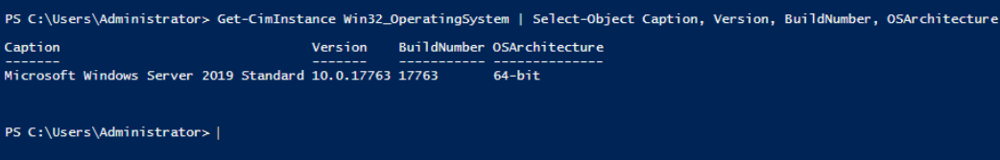 PS C:\Users\Administrator> Get-CimInstance Win32_OperatingSystem | Select-Object Caption, Version, BuildNumber, OSArchitecture
Caption                                Version    BuildNumber OSArchitecture
-------                                -------    ----------- --------------
Microsoft Windows Server 2019 Standard 10.0.17763 17763       64-bit
PS C:\Users\Administrator>